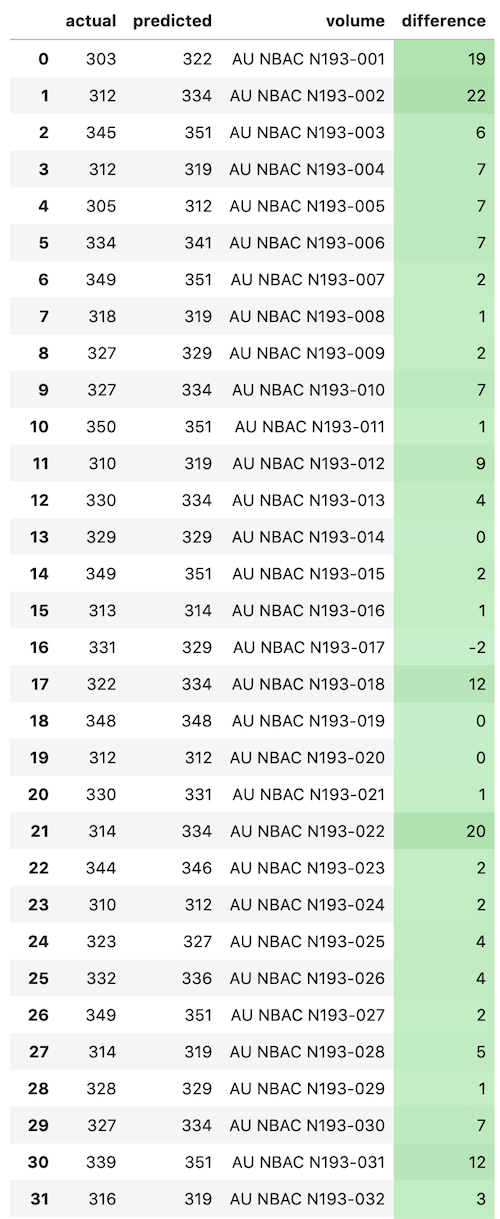 actual predicted volume difference
0 303 322 AU NBAC N193-001 19
1 312 334 AU NBAC N193-002 22
2 345 351 AU NBAC N193-003 6
3 312 319 AU NBAC N193-004 7
4 305 312 AU NBAC N193-005 7
5 334 341 AU NBAC N193-006 7
6 349 351 AU NBAC N193-007 2
7 318 319 AU NBAC N193-008 1
8 327 329 AU NBAC N193-009 2
9 327 334 AU NBAC N193-010 7
10 350 351 AU NBAC N193-011 1
11 310 319 AU NBAC N193-012 9
12 330 334 AU NBAC N193-013 4
13 329 329 AU NBAC N193-014 0
14 349 351 AU NBAC N193-015 2
15 313 314 AU NBAC N193-016 1
16 331 329 AU NBAC N193-017 -2
17 322 334 AU NBAC N193-018 12
18 348 348 AU NBAC N193-019 0
19 312 312 AU NBAC N193-020 0
20 330 331 AU NBAC N193-021 1
21 314 334 AU NBAC N193-022 20
22 344 346 AU NBAC N193-023 2
23 310 312 AU NBAC N193-024 2
24 323 327 AU NBAC N193-025 4
25 332 336 AU NBAC N193-026 4
26 349 351 AU NBAC N193-027 2
27 314 319 AU NBAC N193-028 5
28 328 329 AU NBAC N193-029 1
29 327 334 AU NBAC N193-030 7
30 339 351 AU NBAC N193-031 12
31 316 319 AU NBAC N193-032 3